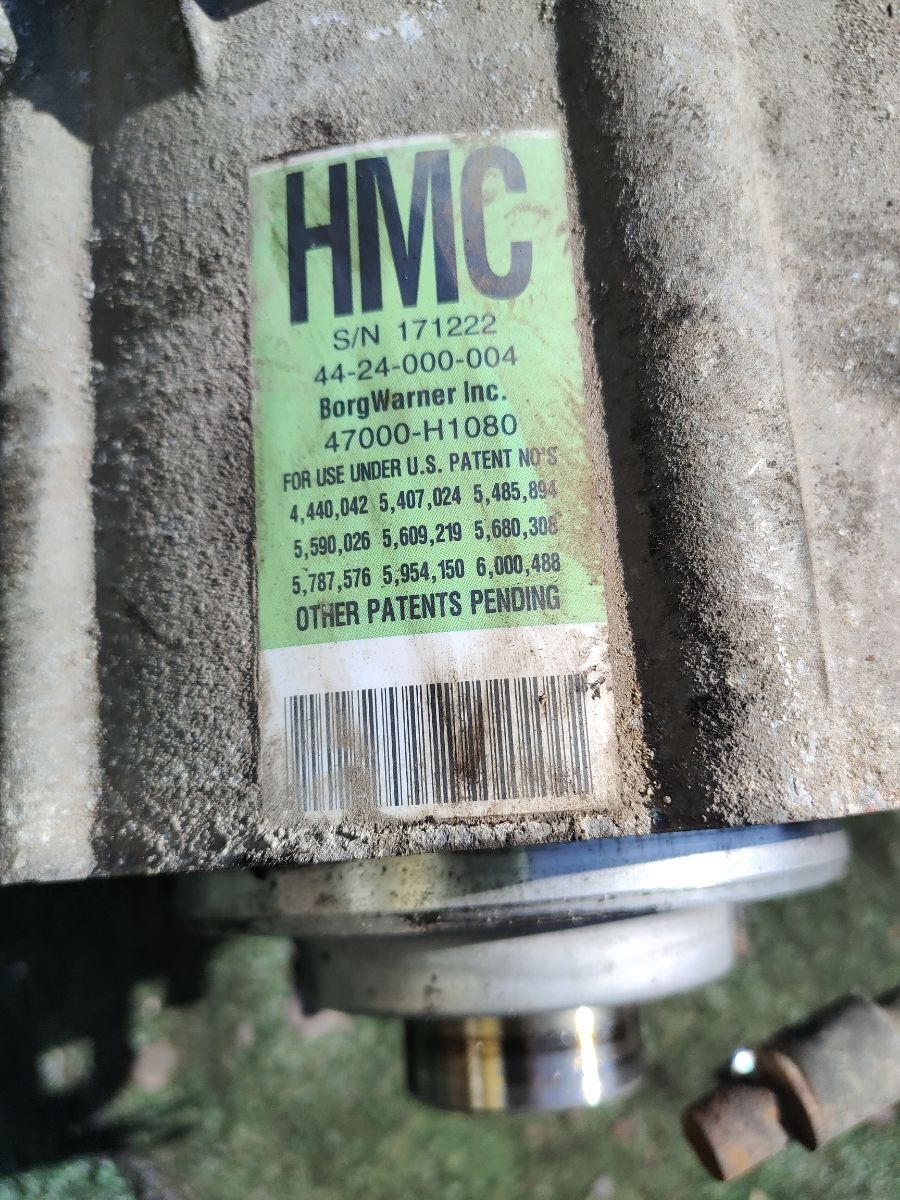 HMC
S/N 171222
44-24-000-004
BorgWarner Inc.
47000-H1080
FOR USE UNDER U.S. PATENT NO'S
4,440,042 5,407,024 5,485,894
5,590,026 5,609,219 5,680,308
5,787,576 5,954,150 6,000,488
OTHER PATENTS PENDING